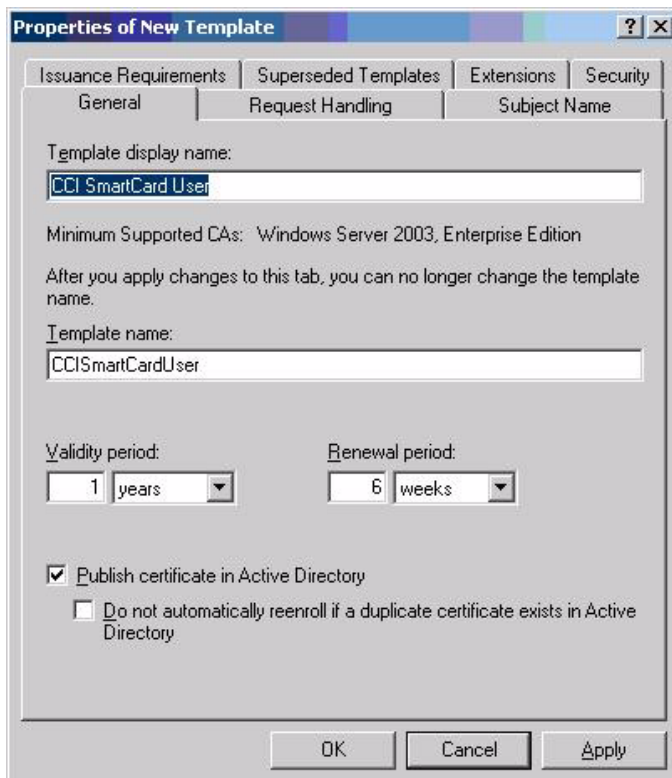 Properties of New Template
Issuance Requirements Superseded Templates Extensions Security
General Request Handling Subject Name
Template display name:
CCI SmartCard User
Minimum Supported CAs: Windows Server 2003, Enterprise Edition
After you apply changes to this tab, you can no longer change the template
name.
Template name:
CCISmartCardUser
Validity period: Renewal period:
1 years 6 weeks
Publish certificate in Active Directory
Do not automatically reenroll if a duplicate certificate exists in Active
Directory
OK Cancel Apply